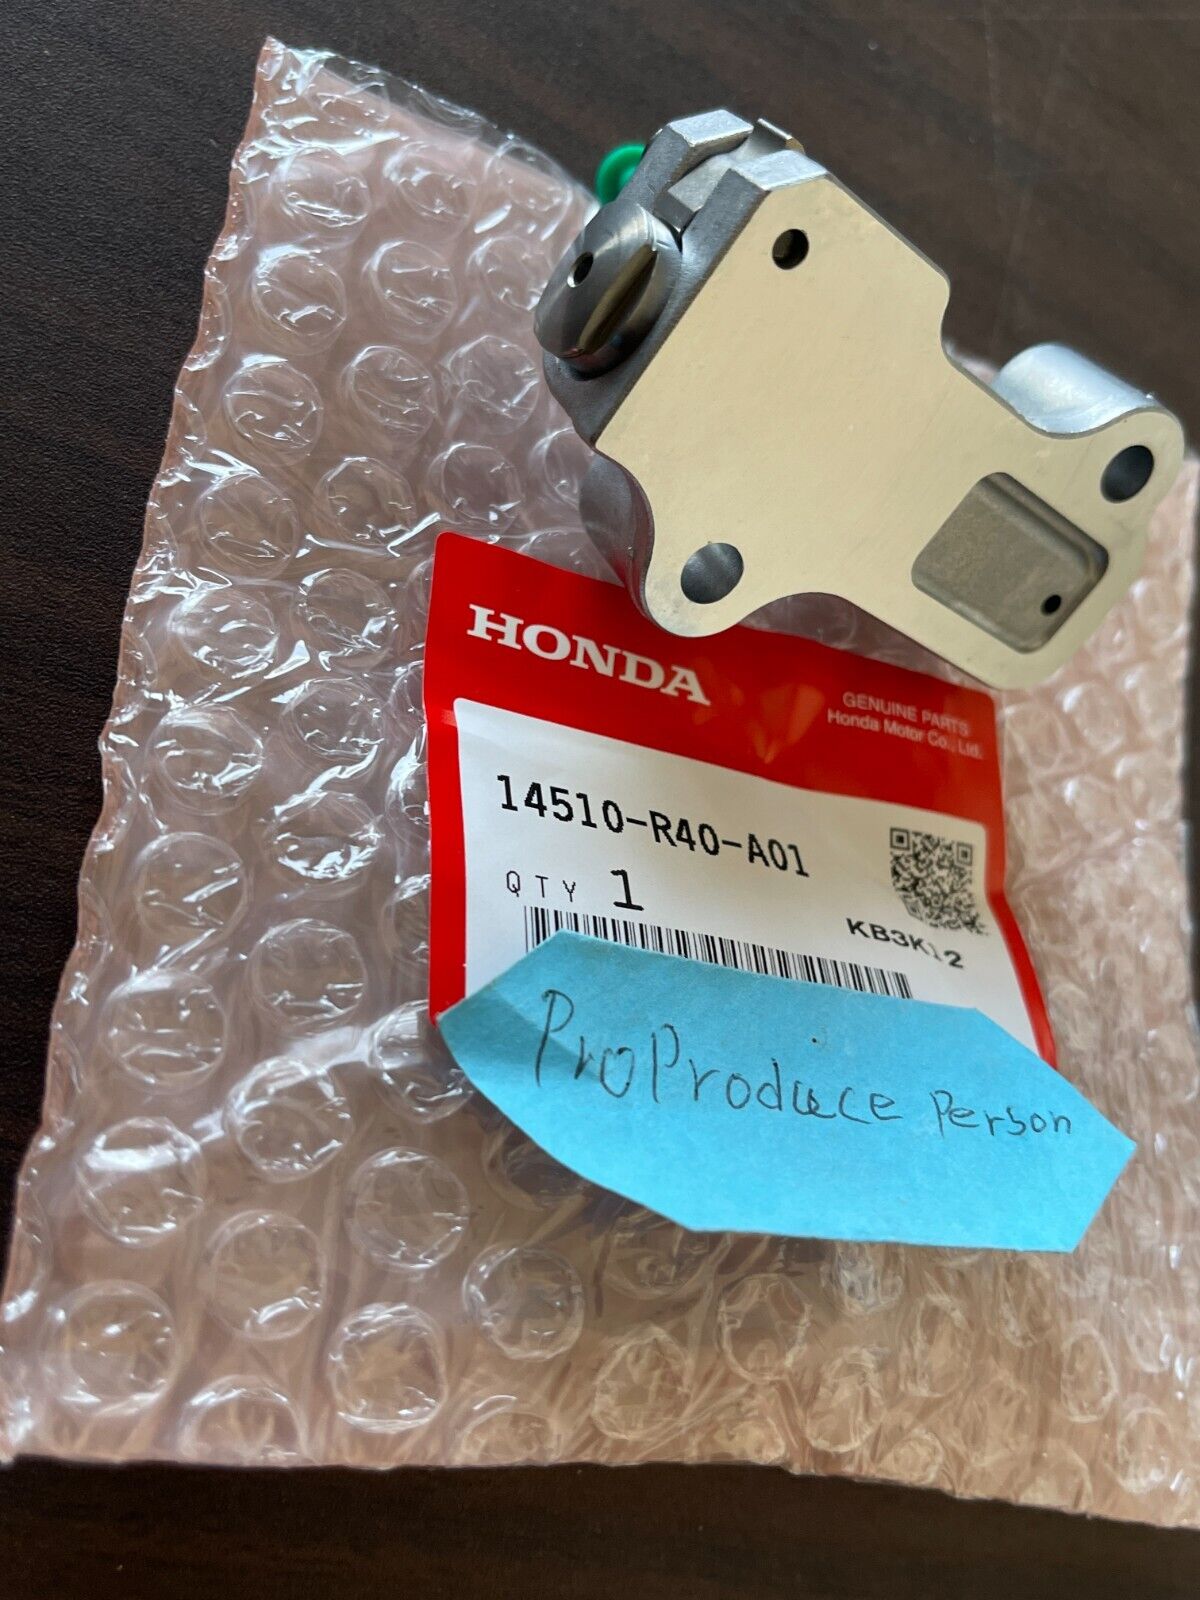 HONDA
GENUINE PARTS
Honda Motor Co., Ltd.
14510-R40-A01
QTY 1
KB3K12
ProProduce Person